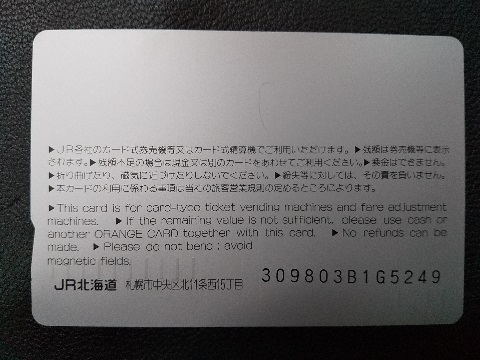 ▶JR各社のカード式券売機等又はカード式精算機でご利用いただけます。▶残額は券売機等に表示
されます。▶残額不足の場合は現金又は別のカードをあわせてご利用ください。▶換金はできません。
▶折り曲げたり、磁気に近づけたりしないでください。▶紛失等に対しては、その責を負いません。
▶本カードの利用に係わる事項は当社の旅客営業規則の定めるところによります。
▶This card is for card-type ticket vending machines and fare adjustment
machines. ▶If the remaining value is not sufficient, please use cash or
another ORANGE CARD together with this card. ▶No refunds can be
made. ▶Please do not bend; avoid
magnetic fields.
JR北海道 札幌市中央区北11条西15丁目 309803B1G5249